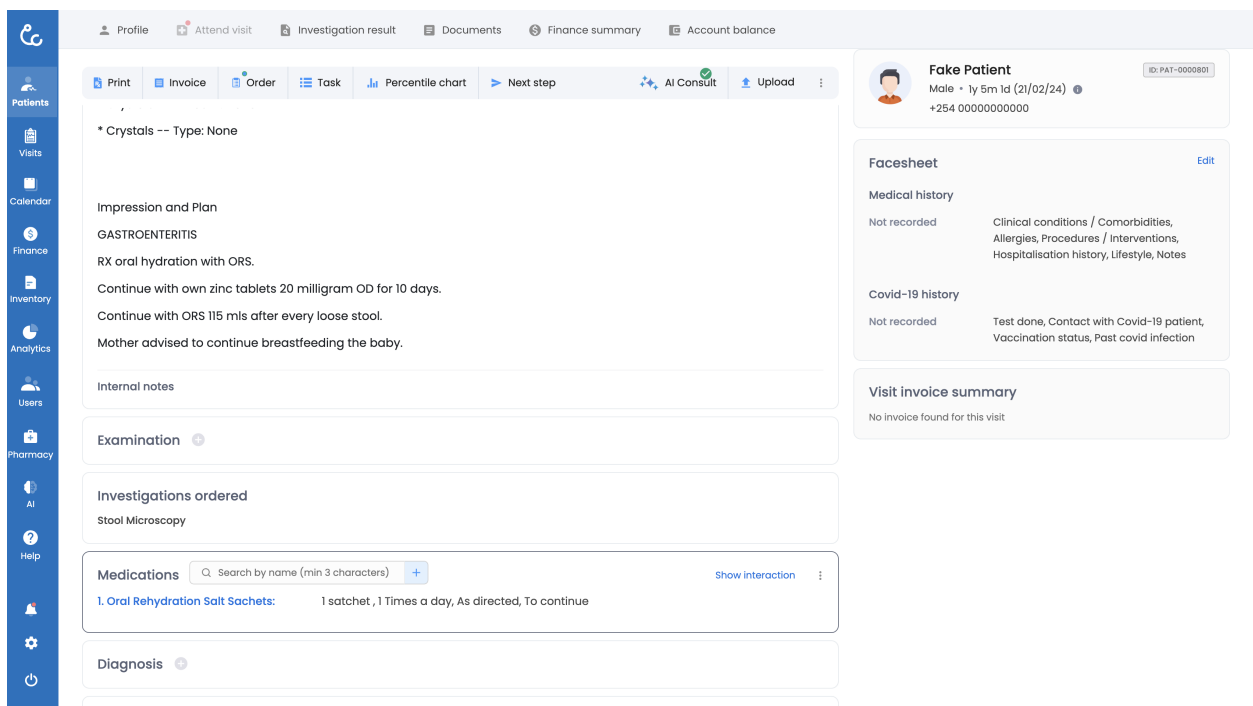 Profile
Attend visit
Investigation result
Documents
Finance summary
Account balance
Patients
Visits
Calendar
Finance
Inventory
Analytics
Users
Pharmacy
AI
Help
Print
Invoice
Order
Task
Percentile chart
Next step
AI Consult
Upload
* Crystals -- Type: None
Impression and Plan
GASTROENTERITIS
RX oral hydration with ORS.
Continue with own zinc tablets 20 milligram OD for 10 days.
Continue with ORS 115 mls after every loose stool.
Mother advised to continue breastfeeding the baby.
Internal notes
Examination
Investigations ordered
Stool Microscopy
Medications
Search by name (min 3 characters)
Show interaction
1. Oral Rehydration Salt Sachets: 1 satchet , 1 Times a day, As directed, To continue
Diagnosis
Fake Patient
ID: PAT-0000801
Male • 1y 5m 1d (21/02/24)
+254 00000000000
Facesheet
Edit
Medical history
Not recorded
Clinical conditions / Comorbidities,
Allergies, Procedures / Interventions,
Hospitalisation history, Lifestyle, Notes
Covid-19 history
Not recorded
Test done, Contact with Covid-19 patient,
Vaccination status, Past covid infection
Visit invoice summary
No invoice found for this visit